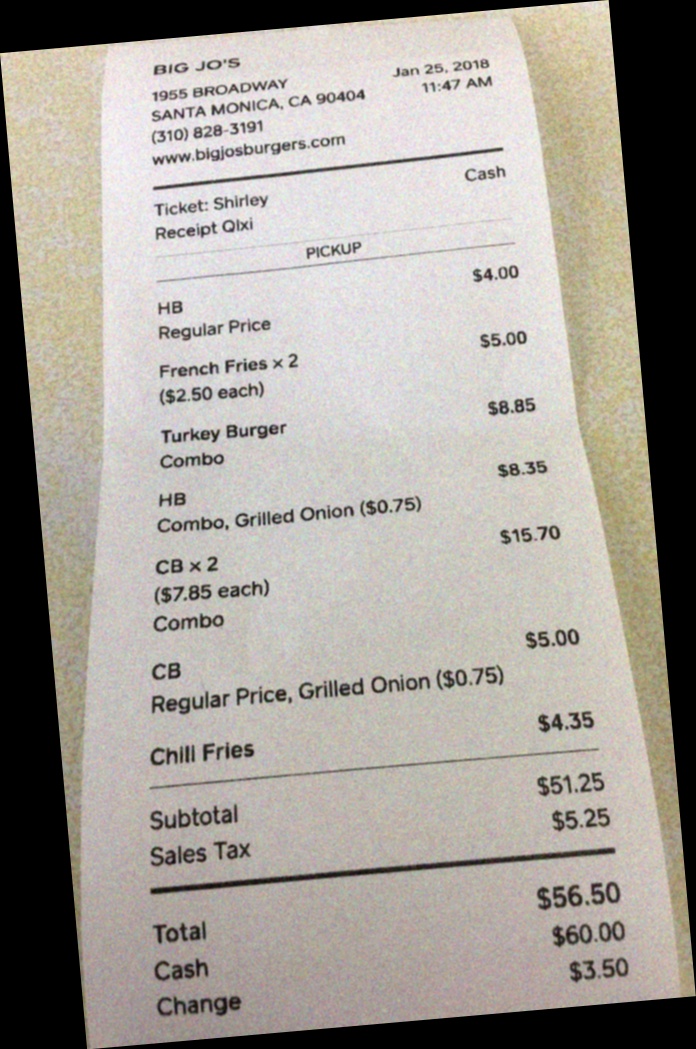 BIG JO'S
1955 BROADWAY Jan 25, 2018
SANTA MONICA, CA 90404 11:47 AM
(310) 828-3191
www.bigjosburgers.com
Ticket: Shirley Cash
Receipt Qlxi
PICKUP
HB $4.00
Regular Price
French Fries x 2 $5.00
($2.50 each)
Turkey Burger $8.85
Combo
HB $8.35
Combo, Grilled Onion ($0.75)
CB x 2 $15.70
($7.85 each)
Combo
CB $5.00
Regular Price, Grilled Onion ($0.75)
Chili Fries $4.35
Subtotal $51.25
Sales Tax $5.25
Total $56.50
Cash $60.00
Change $3.50